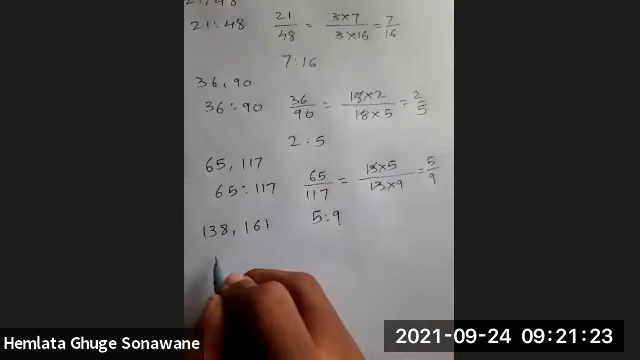 21, 48
21:48 21/48 = 3×7/3×16 = 7/16
7:16
36, 90
36:90 36/90 = 18×2/18×5 = 2/5
2:5
65, 117
65:117 65/117 = 13×5/13×9 = 5/9
5:9
138, 161
Hemlata Ghuge Sonawane
2021-09-24 09:21:23